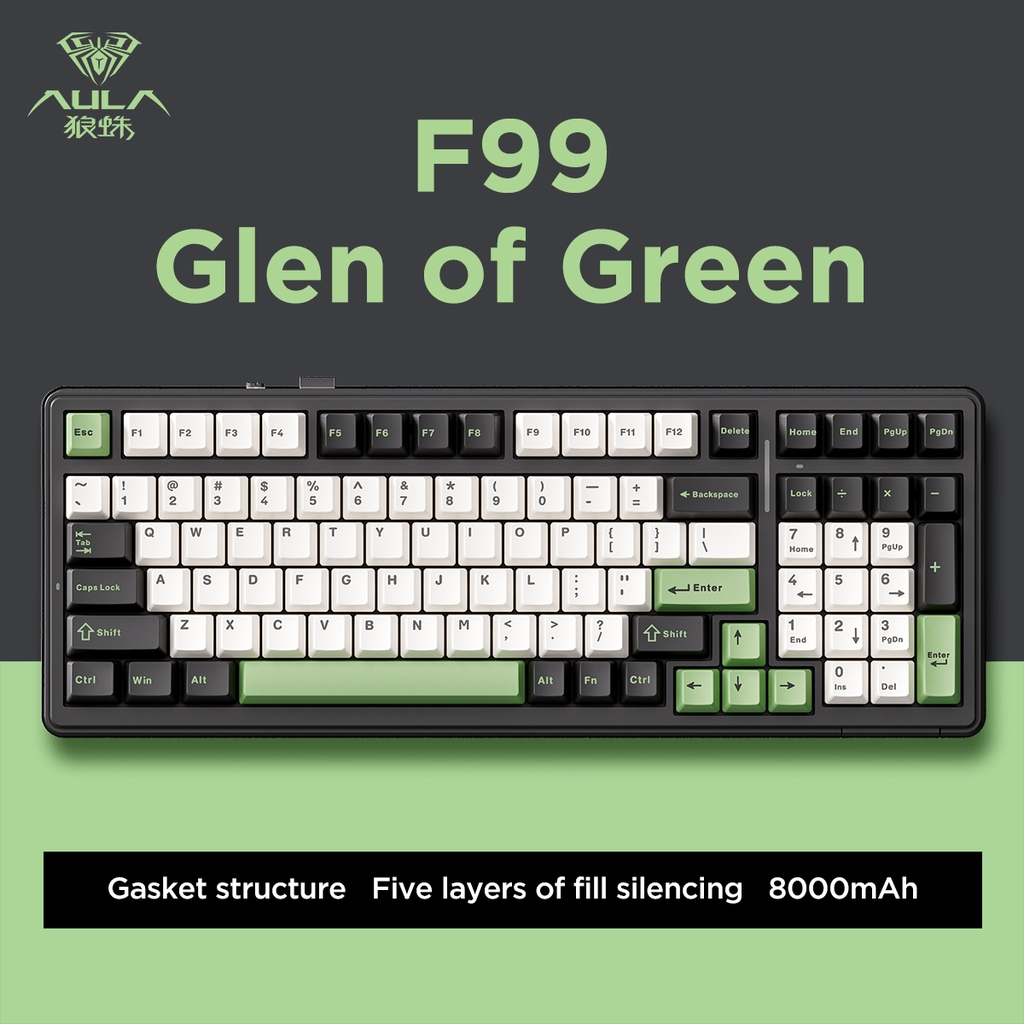 AULA
狼蛛
F99
Glen of Green
Esc F1 F2 F3 F4 F5 F6 F7 F8 F9 F10 F11 F12 Delete Home End PgUp PgDn
~ ! @ # $ % ^ & * ( ) — +
` 1 2 3 4 5 6 7 8 9 0 - = ← Backspace Lock ÷ × −
Tab Q W E R T Y U I O P { } | 7 8 ↑ 9
[ ] \ Home PgUp
+
Caps Lock A S D F G H J K L : " Enter 4 5 6
; ' ← →
Shift Z X C V B N M < > ? Shift ↑ 1 2 ↓ 3
, . / End PgDn
Enter
Ctrl Win Alt Alt Fn Ctrl ← ↓ → 0 .
Ins Del
Gasket structure Five layers of fill silencing 8000mAh